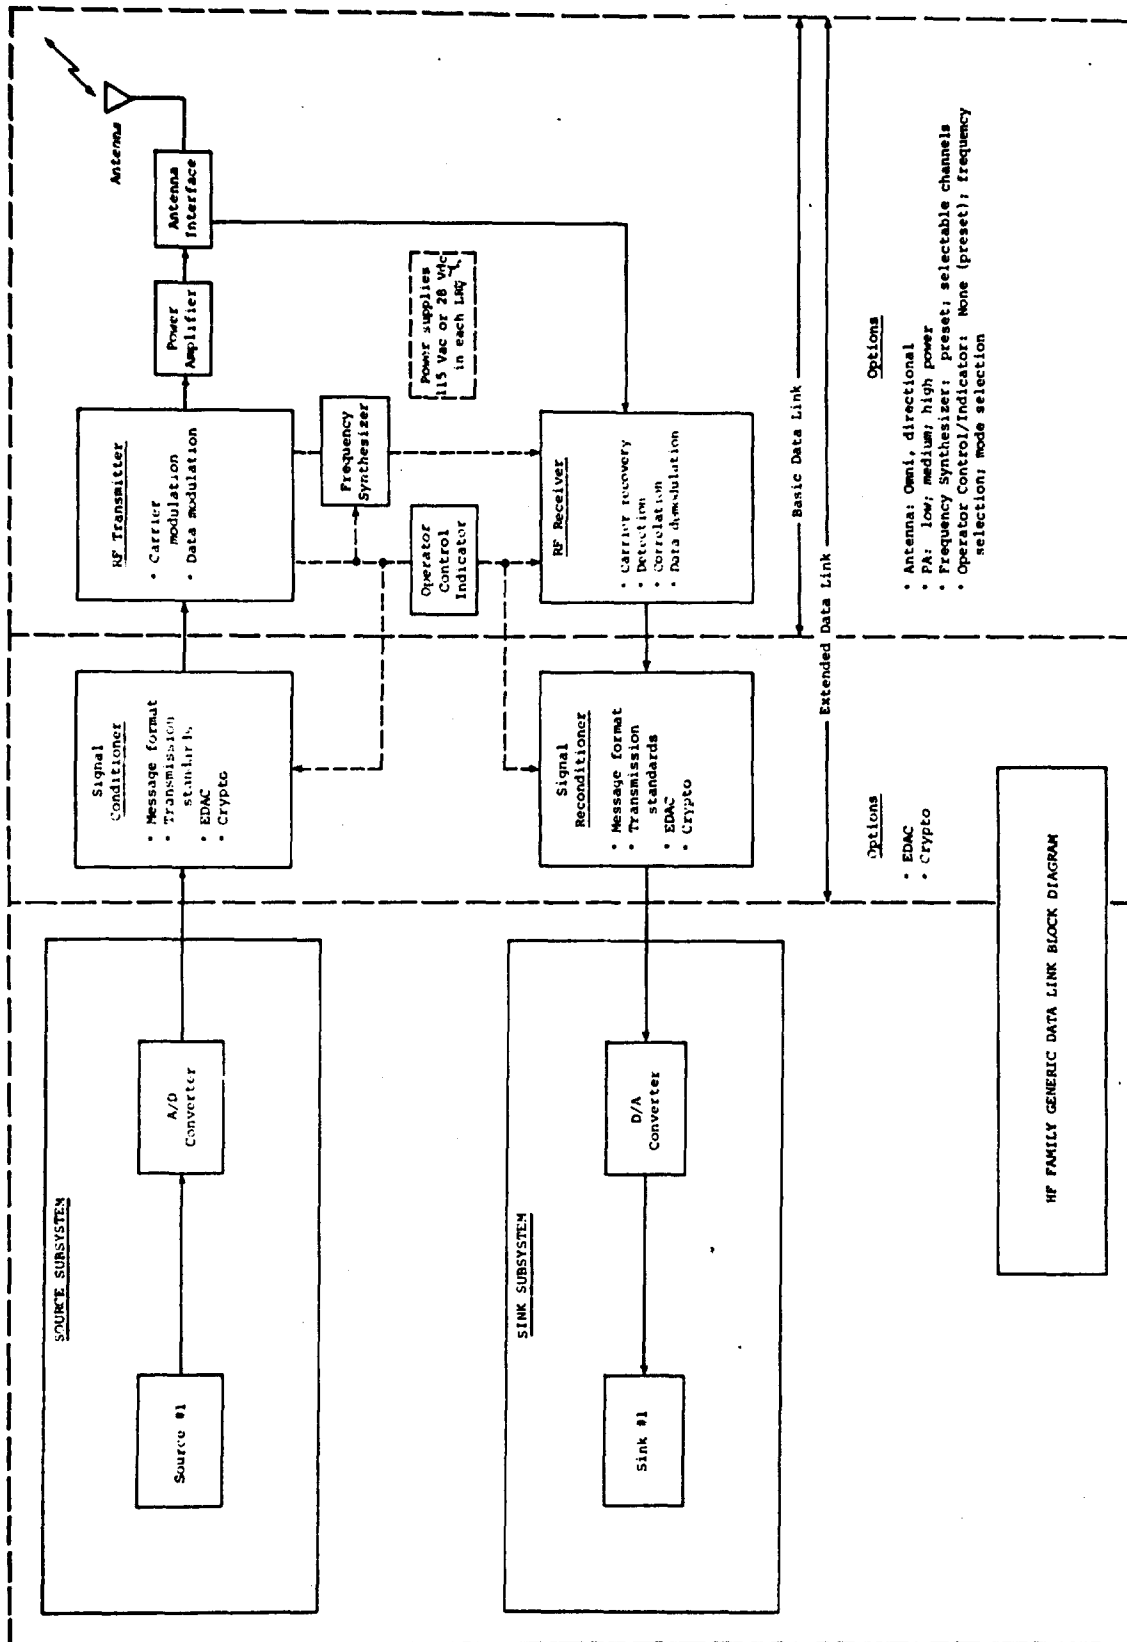 SOURCE SUBSYSTEM
Source #1
A/D
Converter
Signal
Conditioner
· Message format
· Transmission
standards
· EDAC
· Crypto
RF Transmitter
· Carrier
modulation
· Data modulation
Power
Amplifier
Antenna
Interface
Antenna
Frequency
Synthesizer
Operator
Control
Indicator
Power supplies
115 Vac or 28 Vdc
in each
SINK SUBSYSTEM
Sink #1
D/A
Converter
Signal
Reconditioner
· Message format
· Transmission
standards
· EDAC
· Crypto
RF Receiver
· Carrier recovery
· Detection
· Correlation
· Data demodulation
Basic Data Link
Extended Data Link
Options
· EDAC
· Crypto
Options
· Antenna: Omni, directional
· PA: low; medium; high power
· Frequency Synthesizer: preset; selectable channels
· Operator Control/Indicator: None (preset); frequency
selection; mode selection
HF FAMILY GENERIC DATA LINK BLOCK DIAGRAM